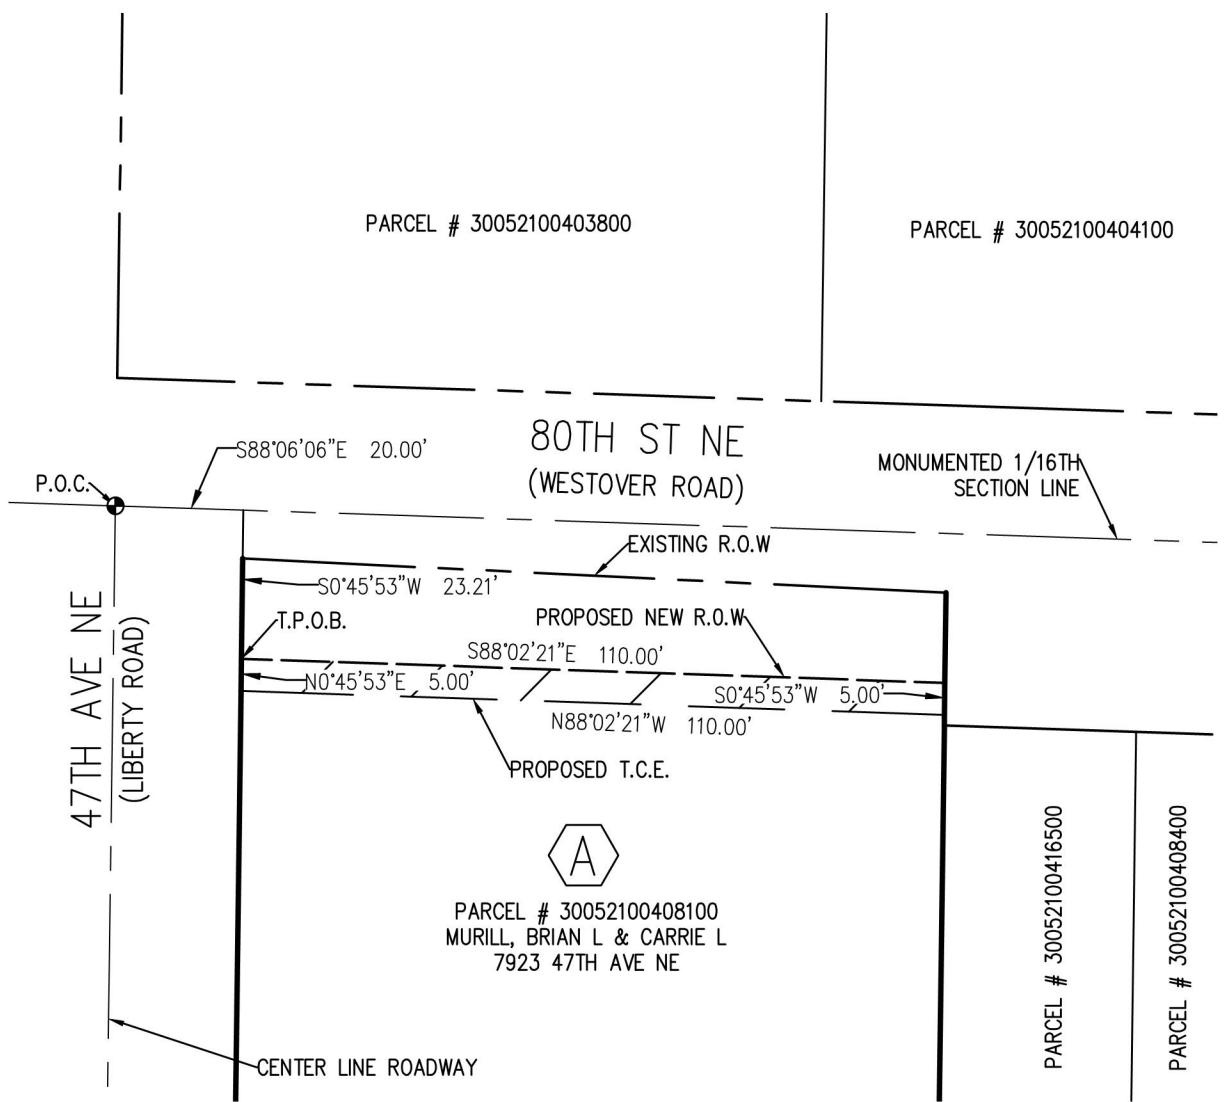 PARCEL # 30052100403800
PARCEL # 30052100404100
80TH ST NE
(WESTOVER ROAD)
S88°06'06"E 20.00'
MONUMENTED 1/16TH
SECTION LINE
P.O.C.
EXISTING R.O.W
S0°45'53"W 23.21'
T.P.O.B.
PROPOSED NEW R.O.W
S88°02'21"E 110.00'
N0°45'53"E 5.00'
S0°45'53"W 5.00'
N88°02'21"W 110.00'
PROPOSED T.C.E.
47TH AVE NE
(LIBERTY ROAD)
A
PARCEL # 30052100408100
MURILL, BRIAN L & CARRIE L
7923 47TH AVE NE
PARCEL # 30052100416500
PARCEL # 30052100408400
CENTER LINE ROADWAY